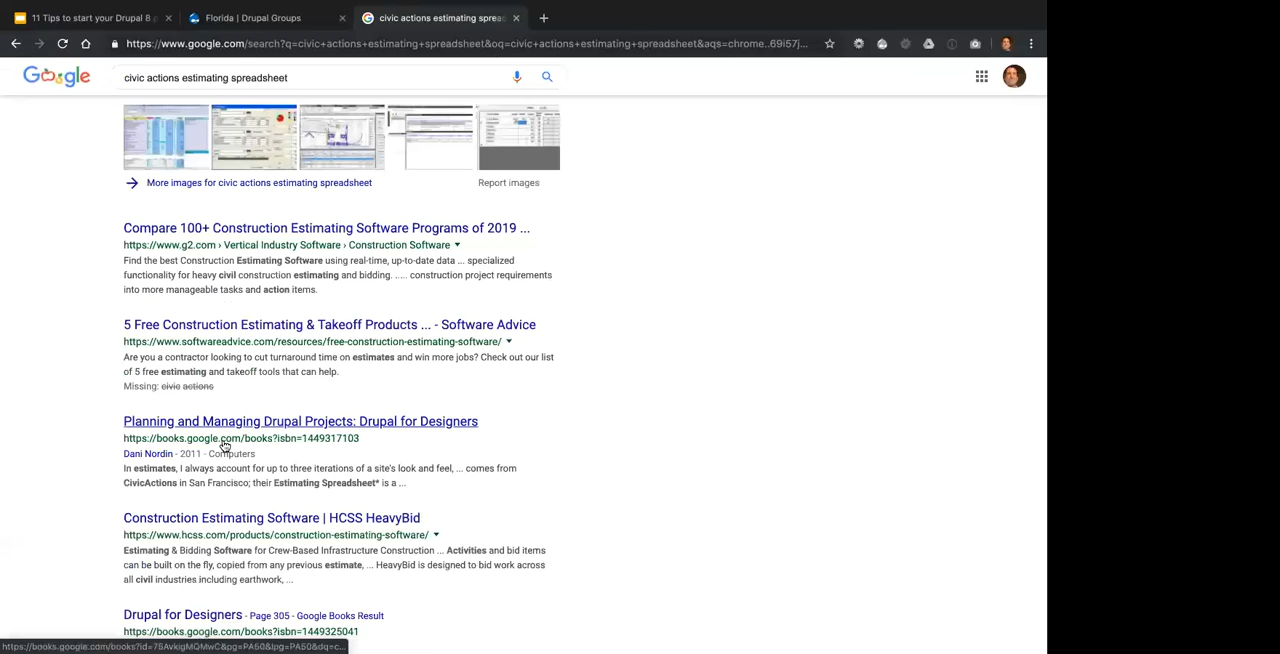 11 Tips to start your Drupal 8
Florida | Drupal Groups
civic actions estimating sprea
https://www.google.com/search?q=civic+actions+estimating+spreadsheet&oq=civic+actions+estimating+spreadsheet&aqs=chrome..69i57j...
Google
civic actions estimating spreadsheet
More images for civic actions estimating spreadsheet
Report images
Compare 100+ Construction Estimating Software Programs of 2019 ...
https://www.g2.com › Vertical Industry Software › Construction Software
Find the best Construction Estimating Software using real-time, up-to-date data ... specialized
functionality for heavy civil construction estimating and bidding. ..... construction project requirements
into more manageable tasks and action items.
5 Free Construction Estimating & Takeoff Products ... - Software Advice
https://www.softwareadvice.com/resources/free-construction-estimating-software/
Are you a contractor looking to cut turnaround time on estimates and win more jobs? Check out our list
of 5 free estimating and takeoff tools that can help.
Missing: civic actions
Planning and Managing Drupal Projects: Drupal for Designers
https://books.google.com/books?isbn=1449317103
Dani Nordin - 2011 - Computers
In estimates, I always account for up to three iterations of a site's look and feel, ... comes from
CivicActions in San Francisco; their Estimating Spreadsheet* is a ...
Construction Estimating Software | HCSS HeavyBid
https://www.hcss.com/products/construction-estimating-software/
Estimating & Bidding Software for Crew-Based Infrastructure Construction ... Activities and bid items
can be built on the fly, copied from any previous estimate, ... HeavyBid is designed to bid work across
all civil industries including earthwork, ...
Drupal for Designers - Page 305 - Google Books Result
https://books.google.com/books?isbn=1449325041